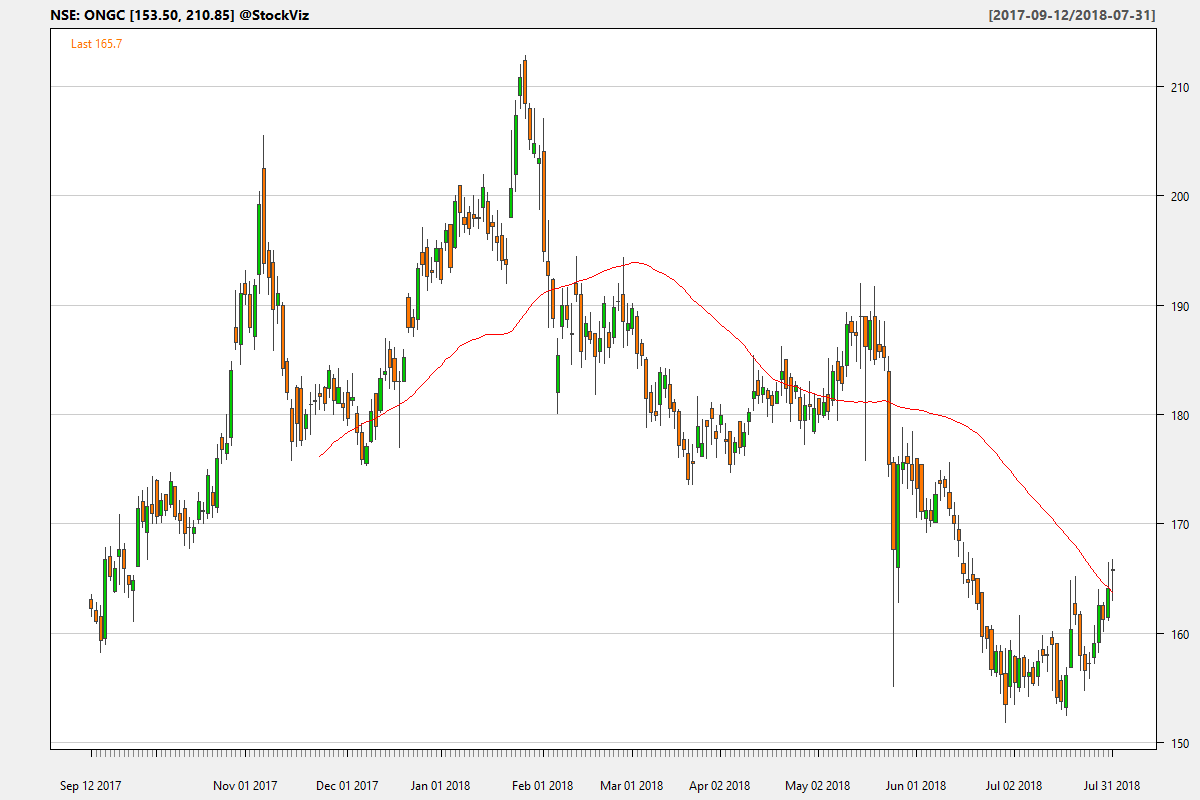 NSE: ONGC [153.50, 210.85] @StockViz
[2017-09-12/2018-07-31]
Last 165.7
210
200
190
180
170
160
150
Sep 12 2017
Nov 01 2017
Dec 01 2017
Jan 01 2018
Feb 01 2018
Mar 01 2018
Apr 02 2018
May 02 2018
Jun 01 2018
Jul 02 2018
Jul 31 2018